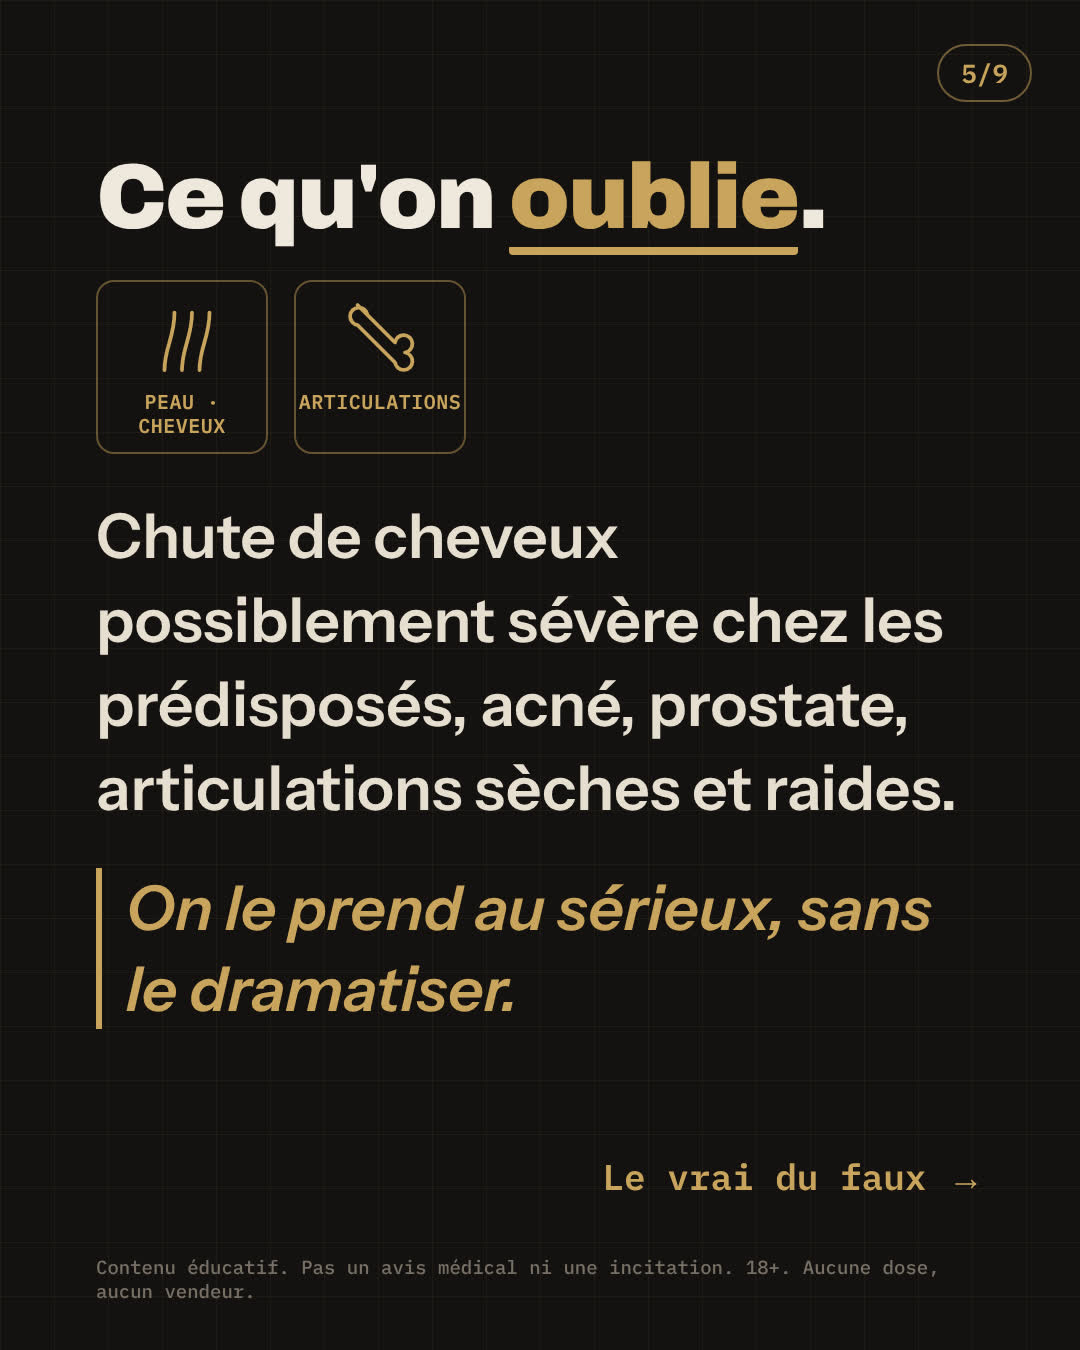 5/9
Ce qu'on oublie.
PEAU ·
CHEVEUX
ARTICULATIONS
Chute de cheveux
possiblement sévère chez les
prédisposés, acné, prostate,
articulations sèches et raides.
On le prend au sérieux, sans
le dramatiser.
Le vrai du faux →
Contenu éducatif. Pas un avis médical ni une incitation. 18+. Aucune dose,
aucun vendeur.